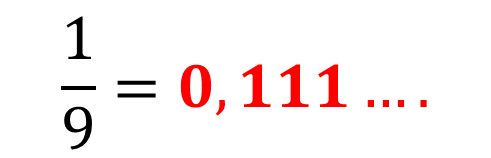 1/9 = 0,111 ... .